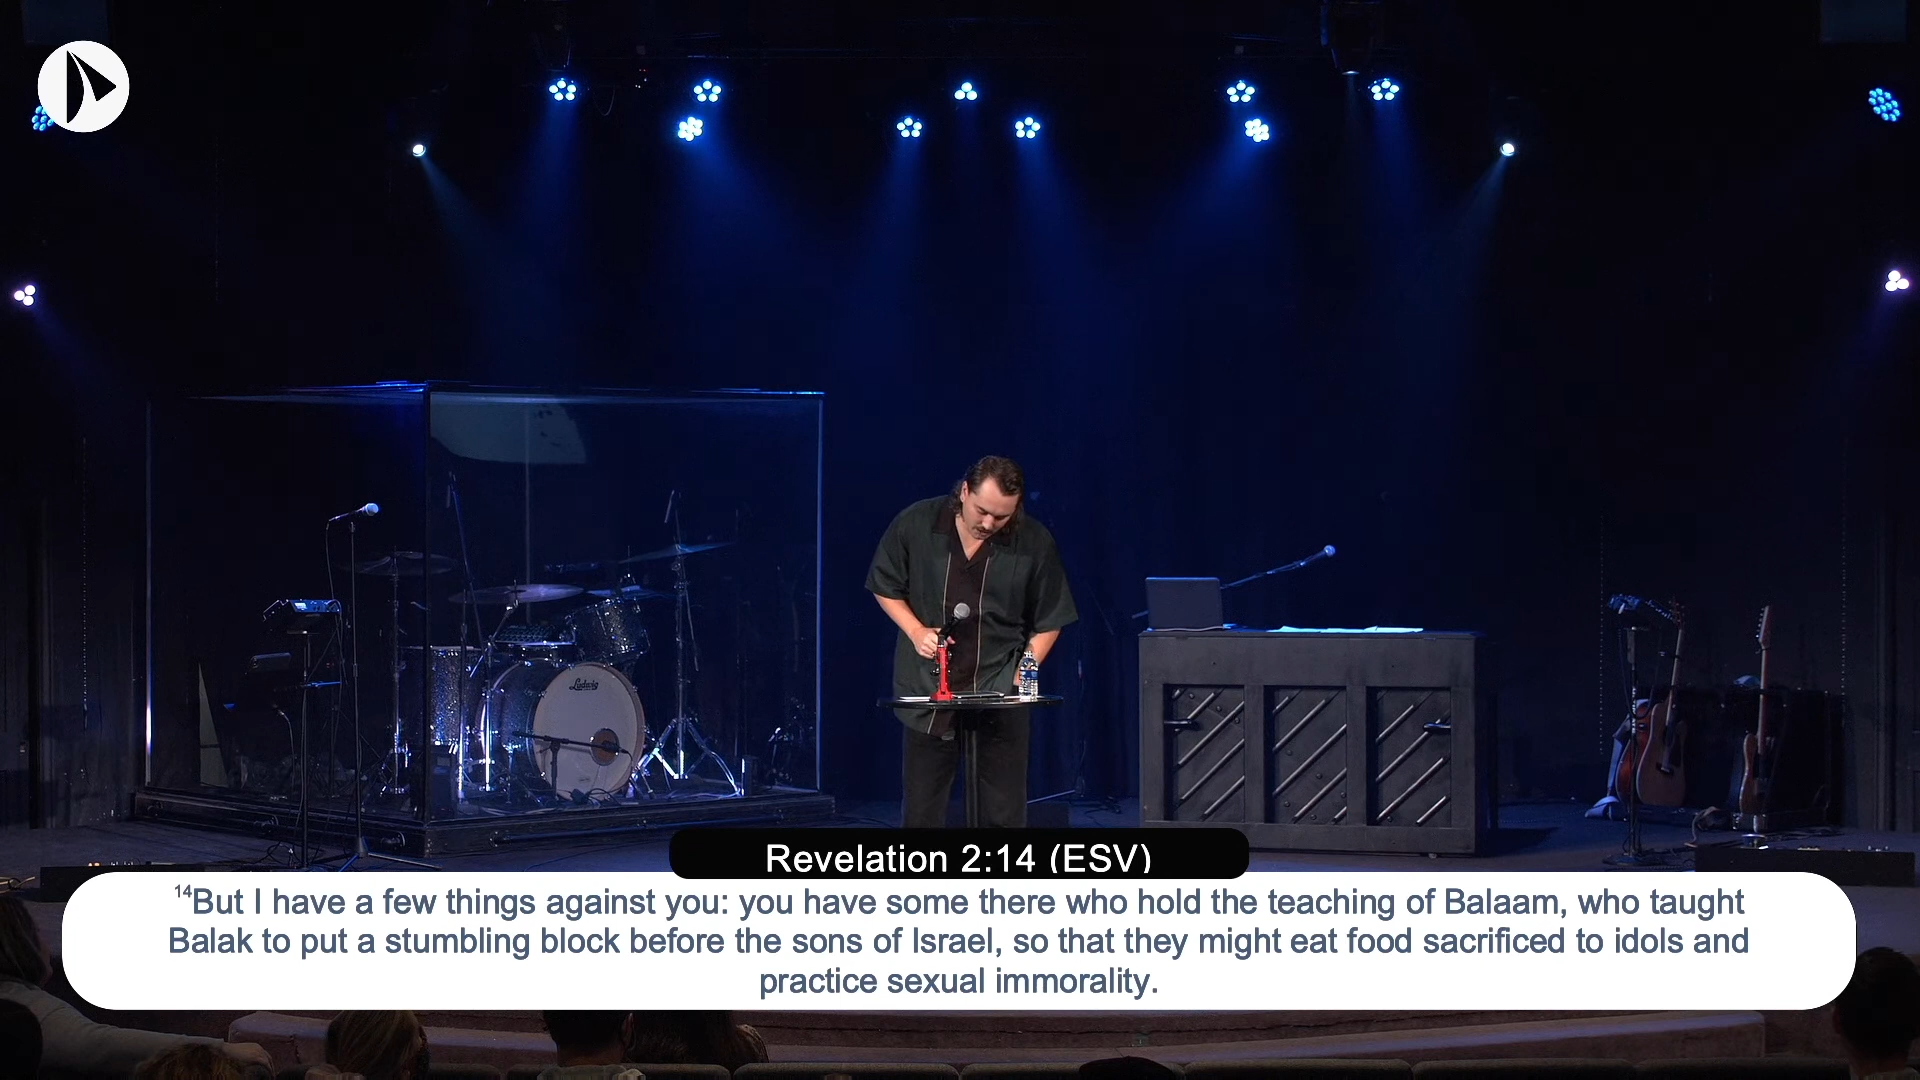 Ludwig
Revelation 2:14 (ESV)
14But I have a few things against you: you have some there who hold the teaching of Balaam, who taught
Balak to put a stumbling block before the sons of Israel, so that they might eat food sacrificed to idols and
practice sexual immorality.